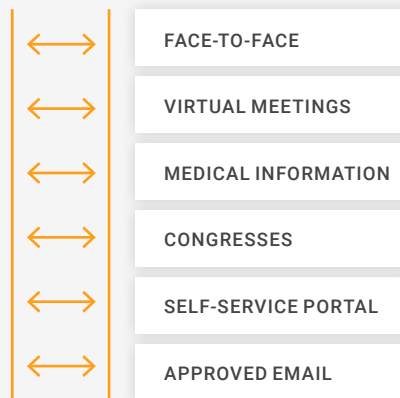 FACE-TO-FACE
VIRTUAL MEETINGS
MEDICAL INFORMATION
CONGRESSES
SELF-SERVICE PORTAL
APPROVED EMAIL